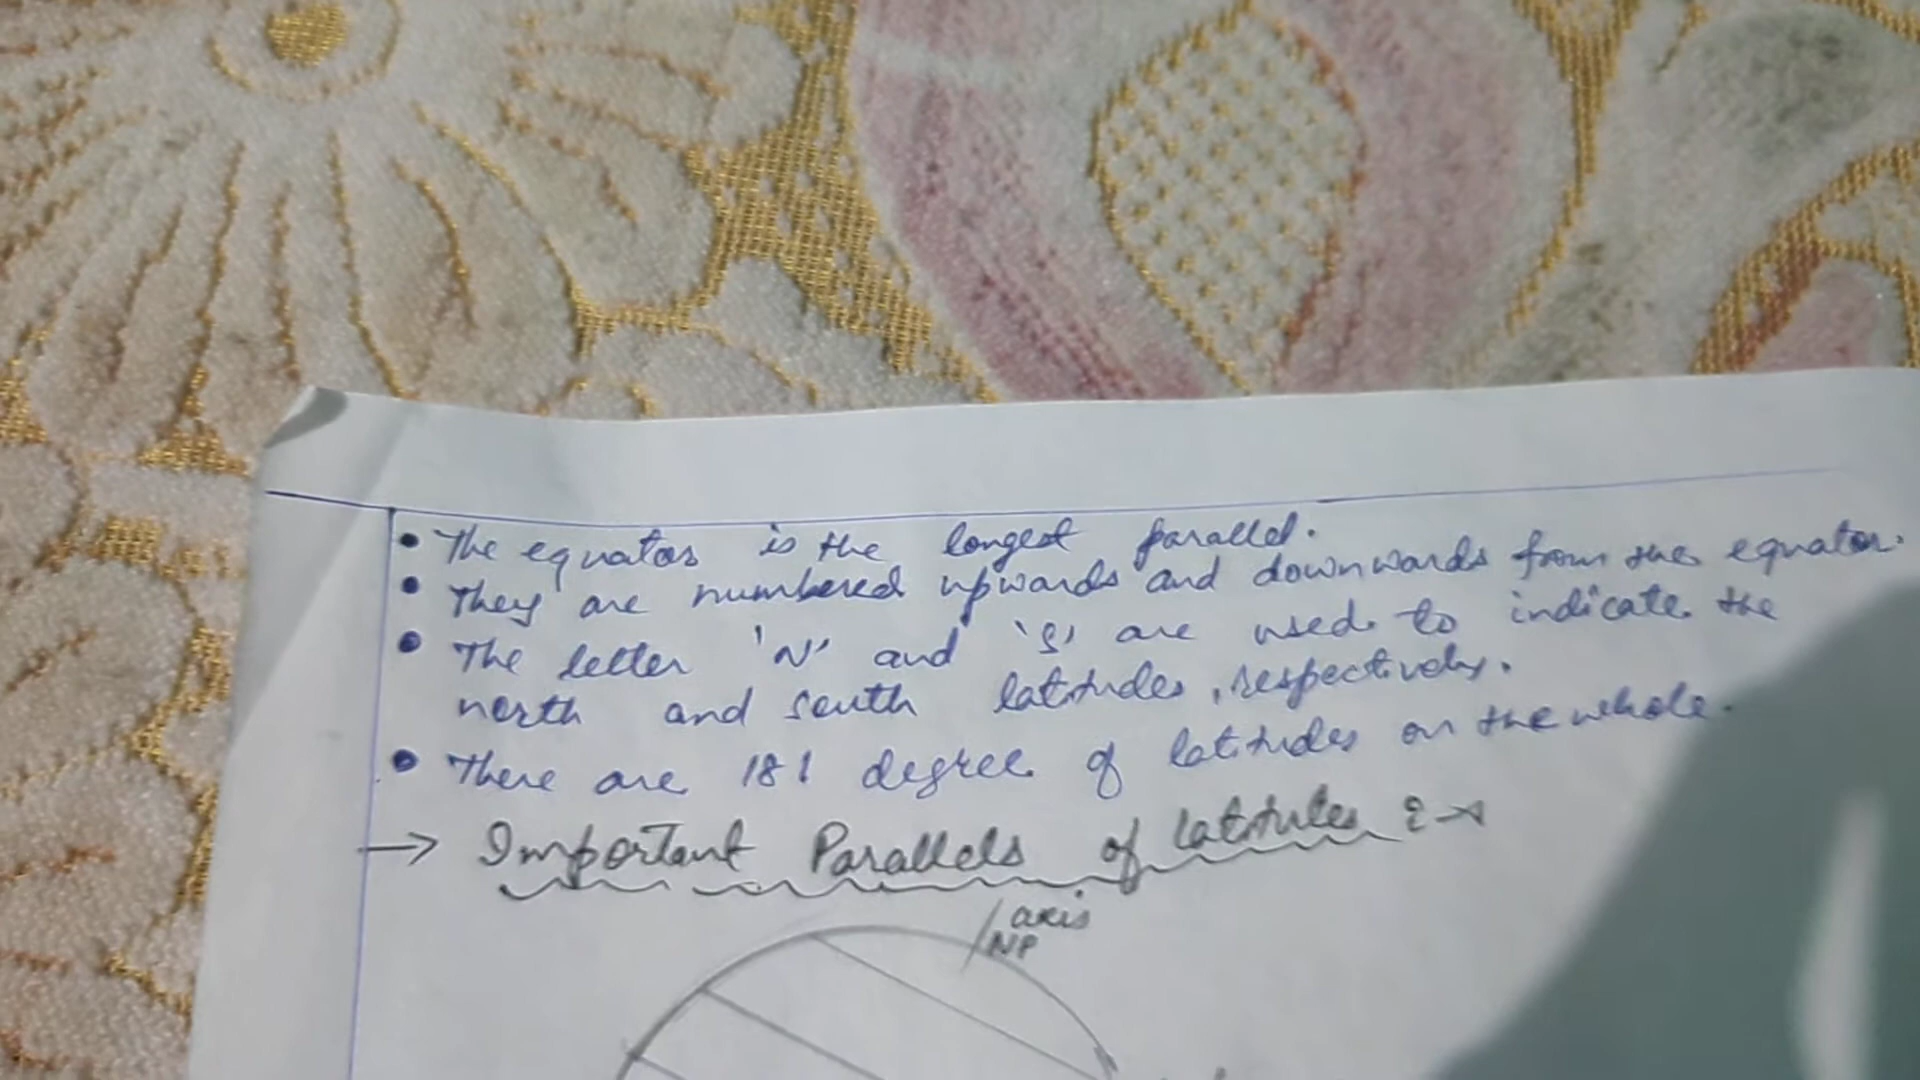 • The equator is the longest parallel.
• They are numbered upwards and downwards from the equator.
• The letter 'N' and 'S' are used to indicate the
north and south latitudes, respectively.
• There are 181 degree of latitudes on the whole.
→ Important Parallels of latitudes :→
axis
NP